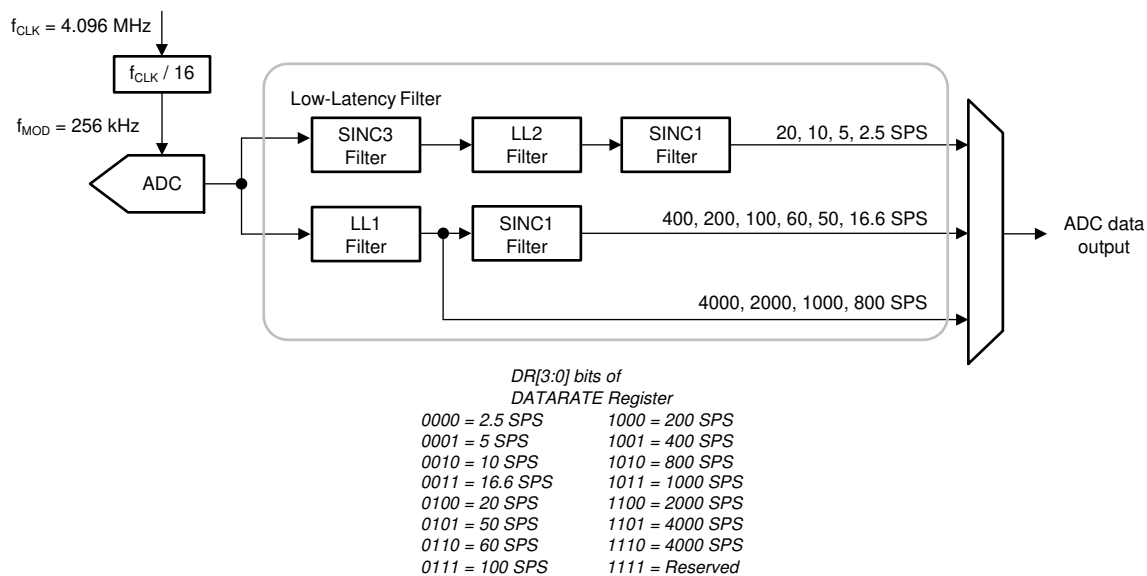 fCLK = 4.096 MHz
fCLK / 16
fMOD = 256 kHz
ADC
Low-Latency Filter
SINC3
Filter
LL2
Filter
SINC1
Filter
20, 10, 5, 2.5 SPS
LL1
Filter
SINC1
Filter
400, 200, 100, 60, 50, 16.6 SPS
4000, 2000, 1000, 800 SPS
ADC data
output
DR[3:0] bits of
DATARATE Register
0000 = 2.5 SPS
0001 = 5 SPS
0010 = 10 SPS
0011 = 16.6 SPS
0100 = 20 SPS
0101 = 50 SPS
0110 = 60 SPS
0111 = 100 SPS
1000 = 200 SPS
1001 = 400 SPS
1010 = 800 SPS
1011 = 1000 SPS
1100 = 2000 SPS
1101 = 4000 SPS
1110 = 4000 SPS
1111 = Reserved